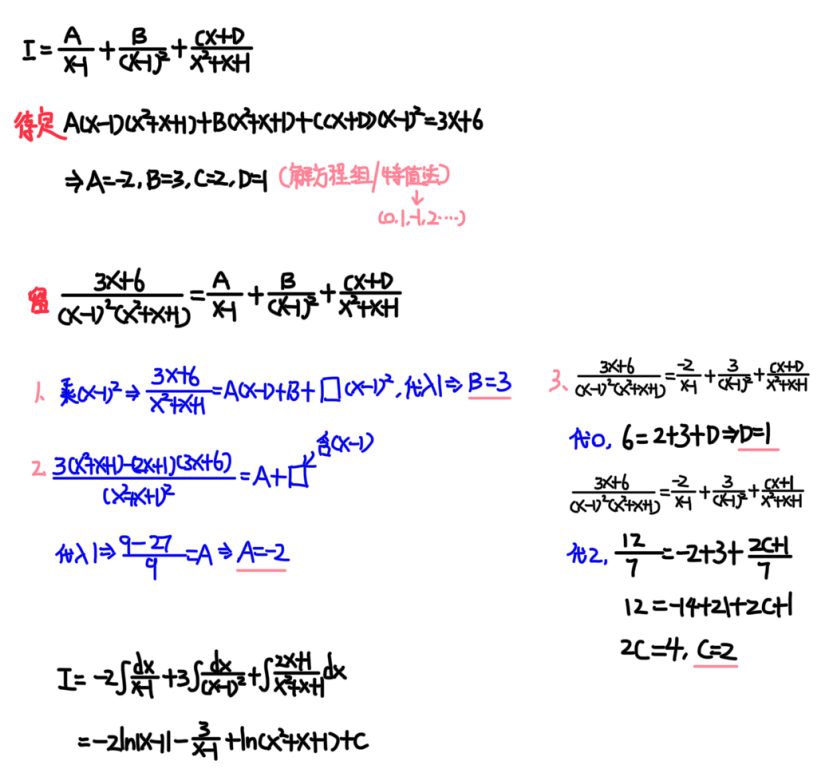 I = A/(x-1) + B/(x-1)² + (Cx+D)/(x²+x+1)
待定 A(x-1)(x²+x+1)+B(x²+x+1)+(Cx+D)(x-1)²=3x+6
⇒A=-2, B=3, C=2, D=1 (解方程组/特值法)
↓
(0,1,-1,2····)
留 (3x+6)/((x-1)²(x²+x+1)) = A/(x-1) + B/(x-1)² + (Cx+D)/(x²+x+1)
1、乘(x-1)² ⇒ (3x+6)/(x²+x+1) = A(x-1)+B+□(x-1)², 代入1 ⇒ B=3
2、(3(x²+x+1)-(2x+1)(3x+6))/(x²+x+1)² = A+□ 含(x-1)
代入1 ⇒ (9-27)/9 = A ⇒ A=-2
3、(3x+6)/((x-1)²(x²+x+1)) = -2/(x-1) + 3/(x-1)² + (Cx+D)/(x²+x+1)
代0, 6=2+3+D ⇒ D=1
(3x+6)/((x-1)²(x²+x+1)) = -2/(x-1) + 3/(x-1)² + (Cx+1)/(x²+x+1)
代2, 12/7 = -2+3+(2C+1)/7
12=-14+21+2C+1
2C=4, C=2
I = -2∫dx/(x-1) + 3∫dx/(x-1)² + ∫(2x+1)/(x²+x+1)dx
=-2ln|x-1| - 3/(x-1) + ln(x²+x+1)+C